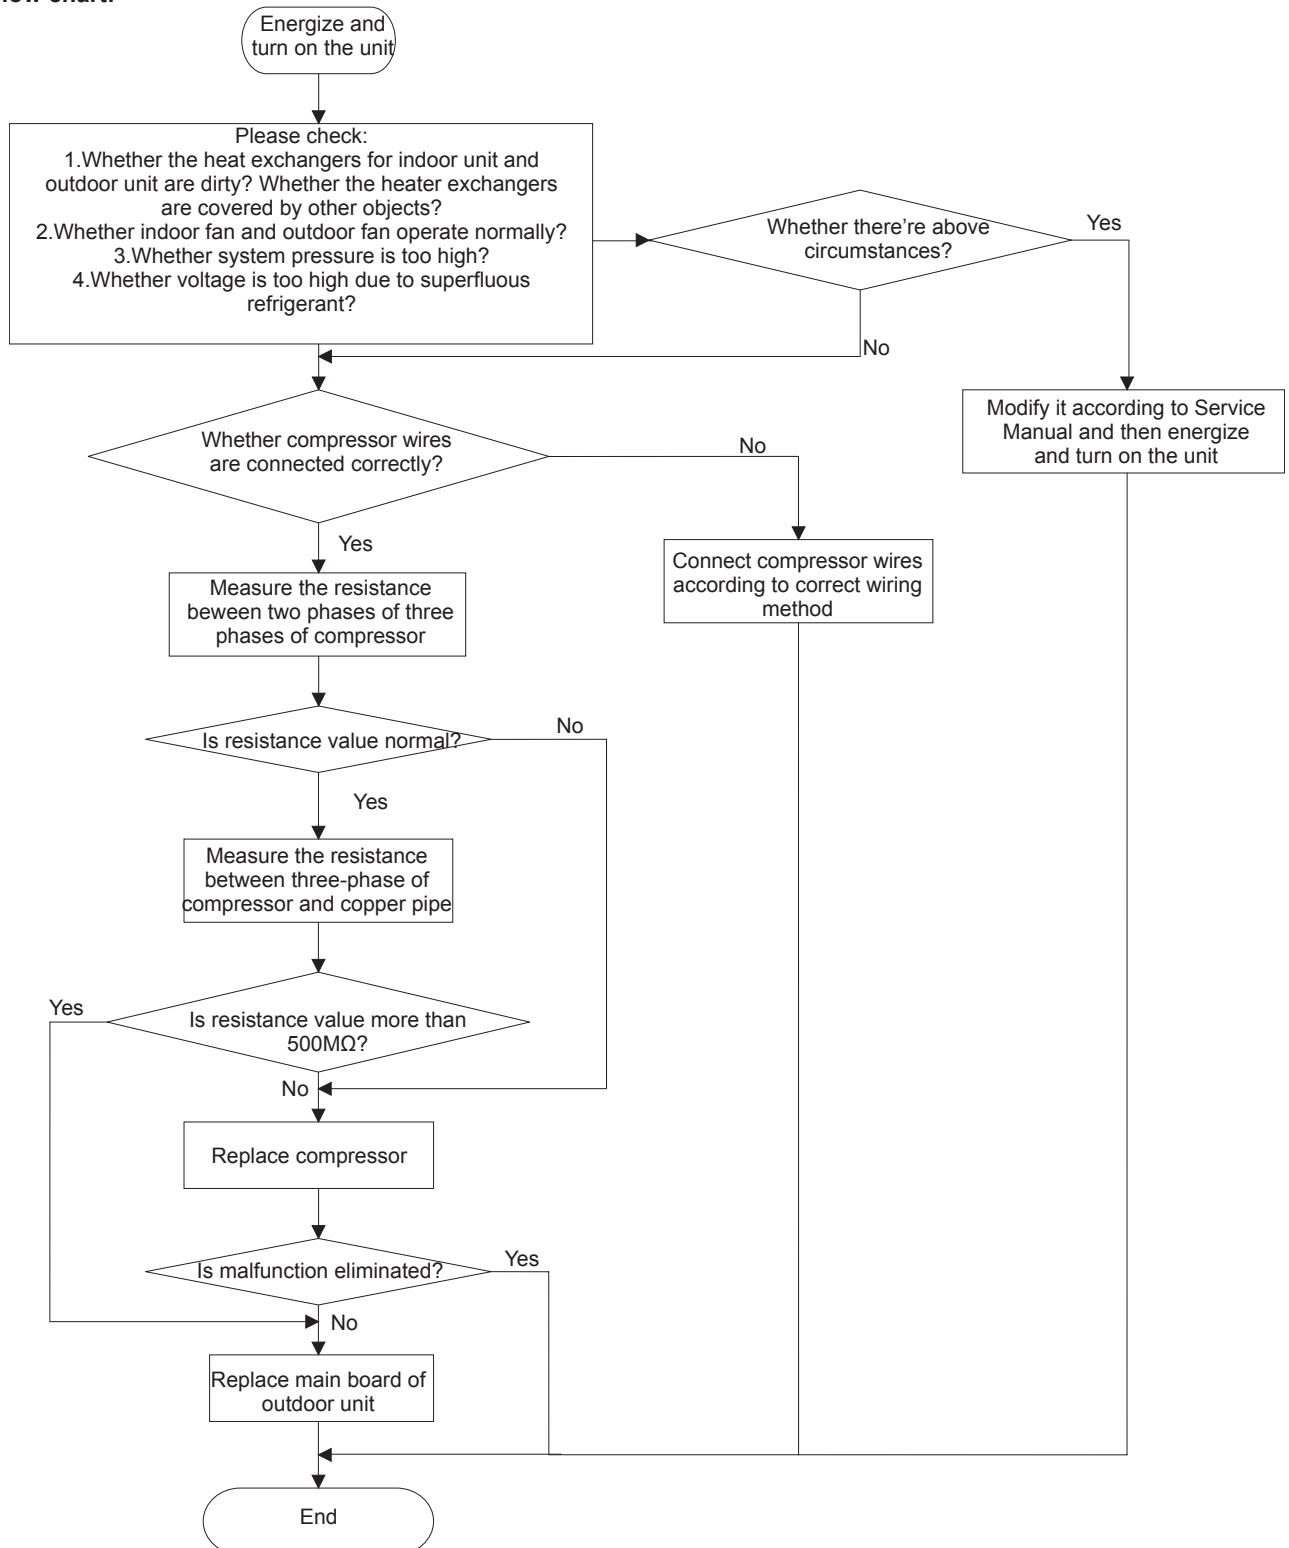 Energize and
turn on the unit
Please check:
1.Whether the heat exchangers for indoor unit and
outdoor unit are dirty? Whether the heater exchangers
are covered by other objects?
2.Whether indoor fan and outdoor fan operate normally?
3.Whether system pressure is too high?
4.Whether voltage is too high due to superfluous
refrigerant?
Whether there're above
circumstances?
Yes
No
Modify it according to Service
Manual and then energize
and turn on the unit
Whether compressor wires
are connected correctly?
No
Yes
Connect compressor wires
according to correct wiring
method
Measure the resistance
beween two phases of three
phases of compressor
Is resistance value normal?
No
Yes
Measure the resistance
between three-phase of
compressor and copper pipe
Yes
Is resistance value more than
500MΩ?
No
Replace compressor
Is malfunction eliminated?
Yes
No
Replace main board of
outdoor unit
End